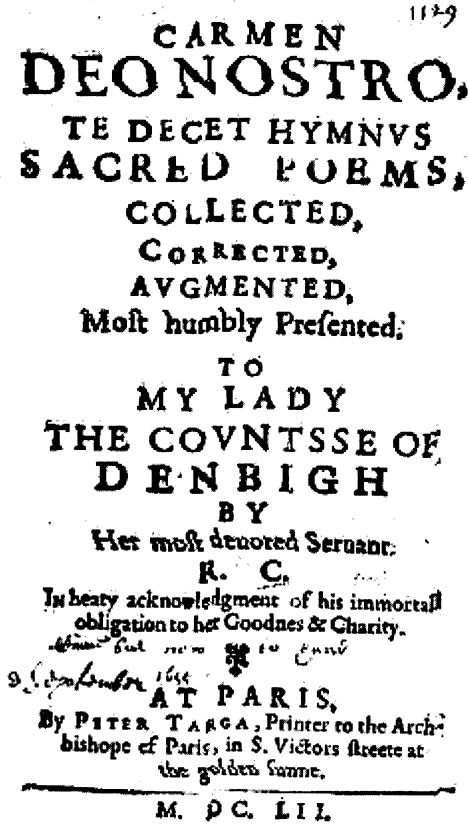 1129
CARMEN
DEO NOSTRO,
TE DECET HYMNVS
SACRED POEMS,
COLLECTED,
CORRECTED,
AVGMENTED,
Moſt humbly Preſented.
TO
MY LADY
THE COVNTSSE OF
DENBIGH
BY
Her moſt deuoted Seruant.
R. C.
IN heaty acknowledgment of his immortall
obligation to her Goodnes & Charity.
9 September
AT PARIS,
By PETER TARGA, Printer to the Arch-
bishope of Paris, in S. Victors ſtreete at
the golden ſunne.
M. DC. LII.